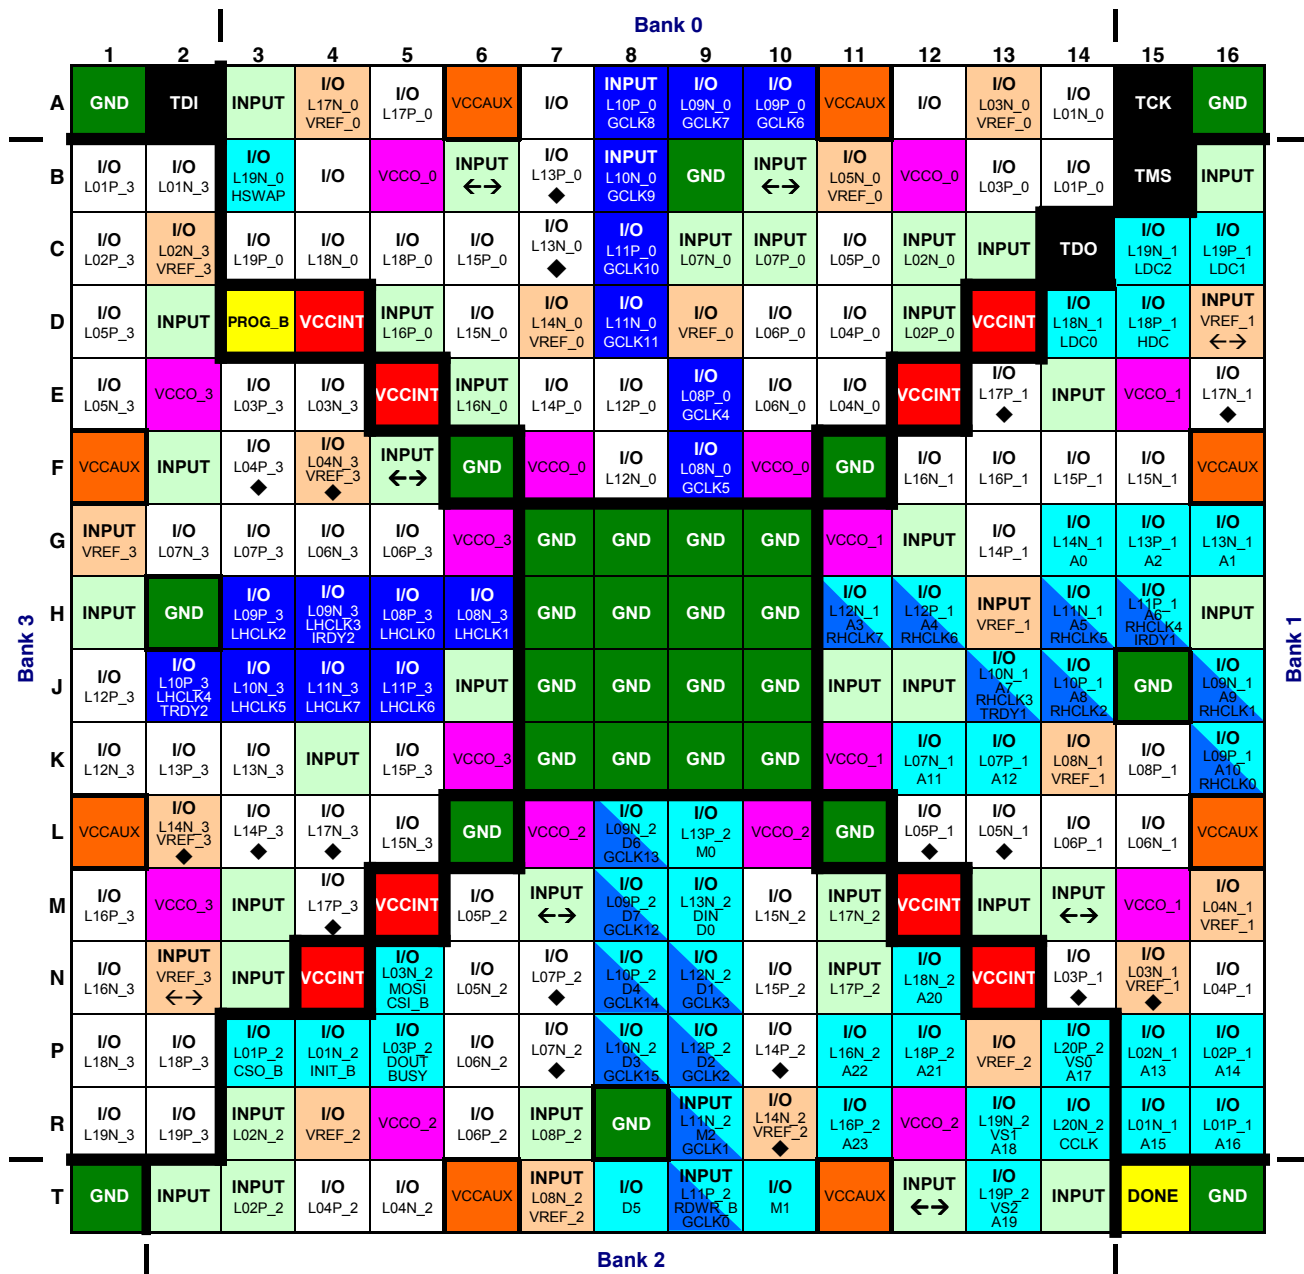 Bank 0
1 2 3 4 5 6 7 8 9 10 11 12 13 14 15 16
A GND TDI INPUT I/O L17N_0 VREF_0 I/O L17P_0 VCCAUX I/O INPUT L10P_0 GCLK8 I/O L09N_0 GCLK7 I/O L09P_0 GCLK6 VCCAUX I/O I/O L03N_0 VREF_0 I/O L01N_0 TCK GND
B I/O L01P_3 I/O L01N_3 I/O L19N_0 HSWAP I/O VCCO_0 INPUT ←→ I/O L13P_0 ◆ INPUT L10N_0 GCLK9 GND INPUT ←→ I/O L05N_0 VREF_0 VCCO_0 I/O L03P_0 I/O L01P_0 TMS INPUT
C I/O L02P_3 I/O L02N_3 VREF_3 I/O L19P_0 I/O L18N_0 I/O L18P_0 I/O L15P_0 I/O L13N_0 ◆ I/O L11P_0 GCLK10 INPUT L07N_0 INPUT L07P_0 I/O L05P_0 INPUT L02N_0 INPUT TDO I/O L19N_1 LDC2 I/O L19P_1 LDC1
D I/O L05P_3 INPUT PROG_B VCCINT INPUT L16P_0 I/O L15N_0 I/O L14N_0 VREF_0 I/O L11N_0 GCLK11 I/O VREF_0 I/O L06P_0 I/O L04P_0 INPUT L02P_0 VCCINT I/O L18N_1 LDC0 I/O L18P_1 HDC INPUT VREF_1 ←→
E I/O L05N_3 VCCO_3 I/O L03P_3 I/O L03N_3 VCCINT INPUT L16N_0 I/O L14P_0 I/O L12P_0 I/O L08P_0 GCLK4 I/O L06N_0 I/O L04N_0 VCCINT I/O L17P_1 ◆ INPUT VCCO_1 I/O L17N_1 ◆
F VCCAUX INPUT I/O L04P_3 ◆ I/O L04N_3 VREF_3 ◆ INPUT ←→ GND VCCO_0 I/O L12N_0 I/O L08N_0 GCLK5 VCCO_0 GND I/O L16N_1 I/O L16P_1 I/O L15P_1 I/O L15N_1 VCCAUX
G INPUT VREF_3 I/O L07N_3 I/O L07P_3 I/O L06N_3 I/O L06P_3 VCCO_3 GND GND GND GND VCCO_1 INPUT I/O L14P_1 I/O L14N_1 A0 I/O L13P_1 A2 I/O L13N_1 A1
Bank 3
H INPUT GND I/O L09P_3 LHCLK2 I/O L09N_3 LHCLK3 IRDY2 I/O L08P_3 LHCLK0 I/O L08N_3 LHCLK1 GND GND GND GND I/O L12N_1 A3 RHCLK7 I/O L12P_1 A4 RHCLK6 INPUT VREF_1 I/O L11N_1 A5 RHCLK5 I/O L11P_1 A6 RHCLK4 IRDY1 INPUT
Bank 1
J I/O L12P_3 I/O L10P_3 LHCLK4 TRDY2 I/O L10N_3 LHCLK5 I/O L11N_3 LHCLK7 I/O L11P_3 LHCLK6 INPUT GND GND GND GND INPUT INPUT I/O L10N_1 A7 RHCLK3 TRDY1 I/O L10P_1 A8 RHCLK2 GND I/O L09N_1 A9 RHCLK1
K I/O L12N_3 I/O L13P_3 I/O L13N_3 INPUT I/O L15P_3 VCCO_3 GND GND GND GND VCCO_1 I/O L07N_1 A11 I/O L07P_1 A12 I/O L08N_1 VREF_1 I/O L08P_1 I/O L09P_1 A10 RHCLK0
L VCCAUX I/O L14N_3 VREF_3 ◆ I/O L14P_3 ◆ I/O L17N_3 ◆ I/O L15N_3 GND VCCO_2 I/O L09N_2 D6 GCLK13 I/O L13P_2 M0 VCCO_2 GND I/O L05P_1 ◆ I/O L05N_1 ◆ I/O L06P_1 I/O L06N_1 VCCAUX
M I/O L16P_3 VCCO_3 INPUT I/O L17P_3 ◆ VCCINT I/O L05P_2 INPUT ←→ I/O L09P_2 D7 GCLK12 I/O L13N_2 DIN D0 I/O L15N_2 INPUT L17N_2 VCCINT INPUT INPUT ←→ VCCO_1 I/O L04N_1 VREF_1
N I/O L16N_3 INPUT VREF_3 ←→ INPUT VCCINT I/O L03N_2 MOSI CSI_B I/O L05N_2 I/O L07P_2 ◆ I/O L10P_2 D4 GCLK14 I/O L12N_2 D1 GCLK3 I/O L15P_2 INPUT L17P_2 I/O L18N_2 A20 VCCINT I/O L03P_1 ◆ I/O L03N_1 VREF_1 ◆ I/O L04P_1
P I/O L18N_3 I/O L18P_3 I/O L01P_2 CSO_B I/O L01N_2 INIT_B I/O L03P_2 DOUT BUSY I/O L06N_2 I/O L07N_2 ◆ I/O L10N_2 D3 GCLK15 I/O L12P_2 D2 GCLK2 I/O L14P_2 ◆ I/O L16N_2 A22 I/O L18P_2 A21 I/O VREF_2 I/O L20P_2 VS0 A17 I/O L02N_1 A13 I/O L02P_1 A14
R I/O L19N_3 I/O L19P_3 INPUT L02N_2 I/O VREF_2 VCCO_2 I/O L06P_2 INPUT L08P_2 GND INPUT L11N_2 M2 GCLK1 I/O L14N_2 VREF_2 ◆ I/O L16P_2 A23 VCCO_2 I/O L19N_2 VS1 A18 I/O L20N_2 CCLK I/O L01N_1 A15 I/O L01P_1 A16
T GND INPUT INPUT L02P_2 I/O L04P_2 I/O L04N_2 VCCAUX INPUT L08N_2 VREF_2 I/O D5 INPUT L11P_2 RDWR_B GCLK0 I/O M1 VCCAUX INPUT ←→ I/O L19P_2 VS2 A19 INPUT DONE GND
Bank 2